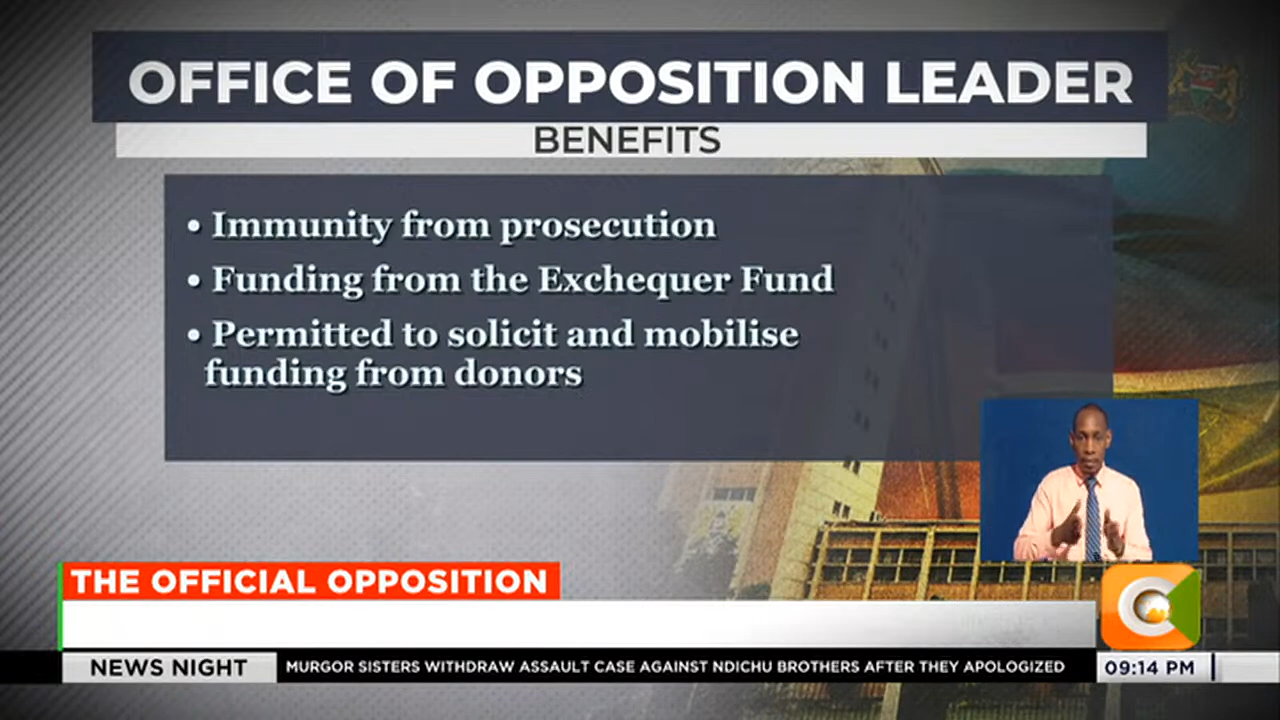 OFFICE OF OPPOSITION LEADER
BENEFITS
• Immunity from prosecution
• Funding from the Exchequer Fund
• Permitted to solicit and mobilise
funding from donors
THE OFFICIAL OPPOSITION
NEWS NIGHT
MURGOR SISTERS WITHDRAW ASSAULT CASE AGAINST NDICHU BROTHERS AFTER THEY APOLOGIZED
09:14 PM